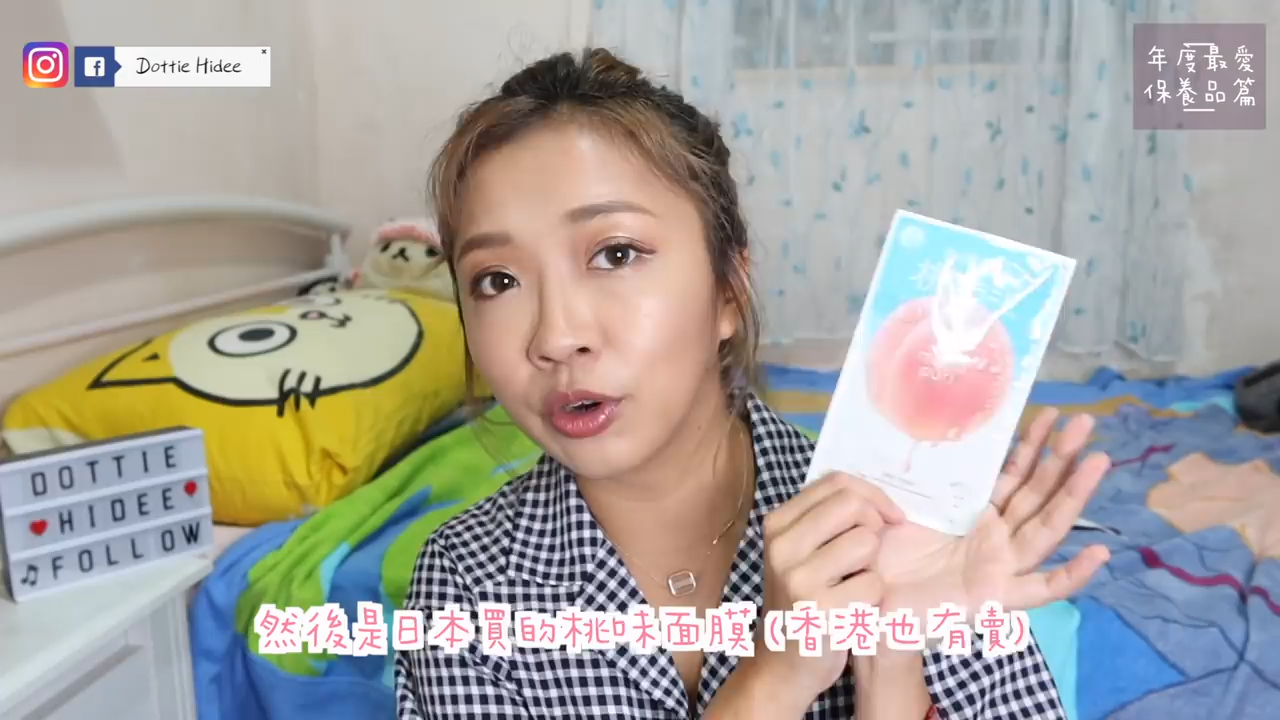 Dottie Hidee
年度最愛
保養品篇
DOTTIE
HIDEE
FOLLOW
然後是日本買的桃味面膜(香港也有賣)